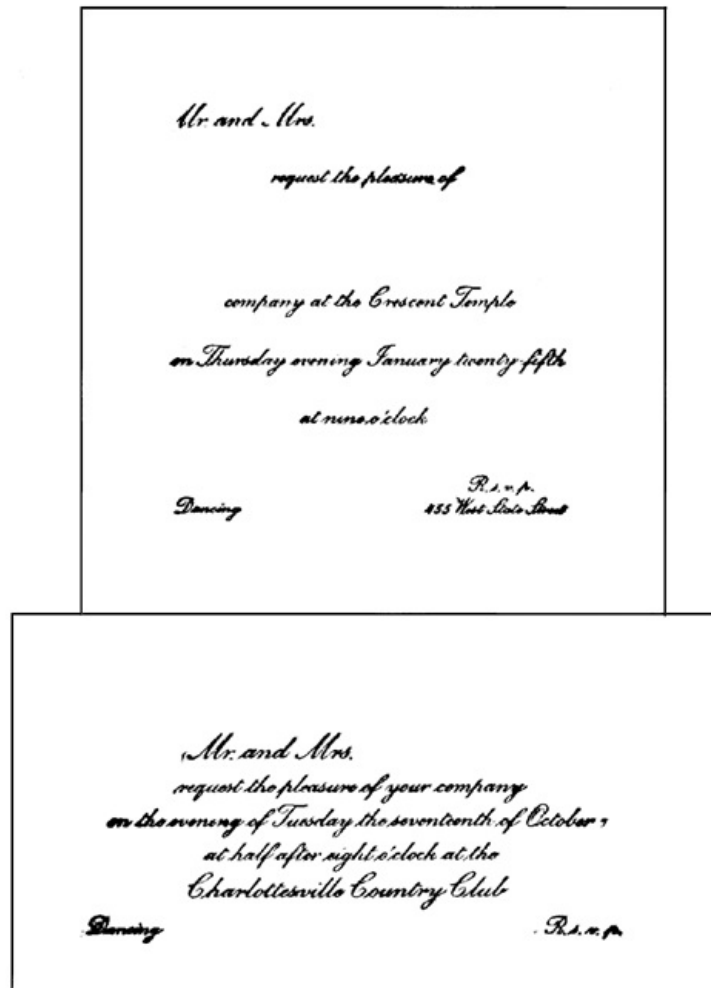 Mr. and Mrs.
request the pleasure of
company at the Crescent Temple
on Thursday evening January twenty-fifth
at nine o'clock
R.s.v.p.
Dancing 455 West State Street
Mr. and Mrs.
request the pleasure of your company
on the evening of Tuesday the seventeenth of October,
at half after eight o'clock at the
Charlottesville Country Club
Dancing R.s.v.p.